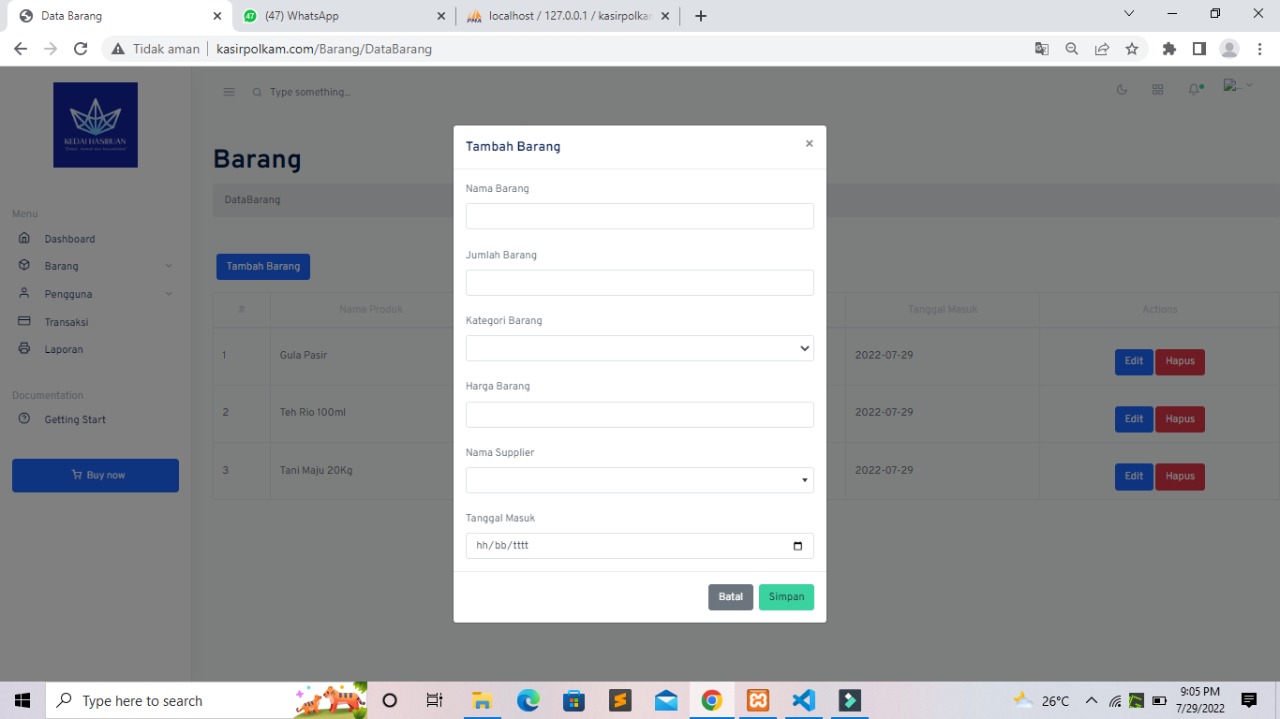 Data Barang
(47) WhatsApp
localhost / 127.0.0.1 / kasirpolkam
Tidak aman
kasirpolkam.com/Barang/DataBarang
KEDAI HASIBUAN
Type something...
Menu
Dashboard
Barang
Pengguna
Transaksi
Laporan
Documentation
Getting Start
Buy now
Barang
DataBarang
Tambah Barang
# Nama Produk Tanggal Masuk Actions
1 Gula Pasir 2022-07-29 Edit Hapus
2 Teh Rio 100ml 2022-07-29 Edit Hapus
3 Tani Maju 20Kg 2022-07-29 Edit Hapus
Tambah Barang ×
Nama Barang
Jumlah Barang
Kategori Barang
Harga Barang
Nama Supplier
Tanggal Masuk
hh/bb/tttt
Batal Simpan
Type here to search
26°C
9:05 PM
7/29/2022